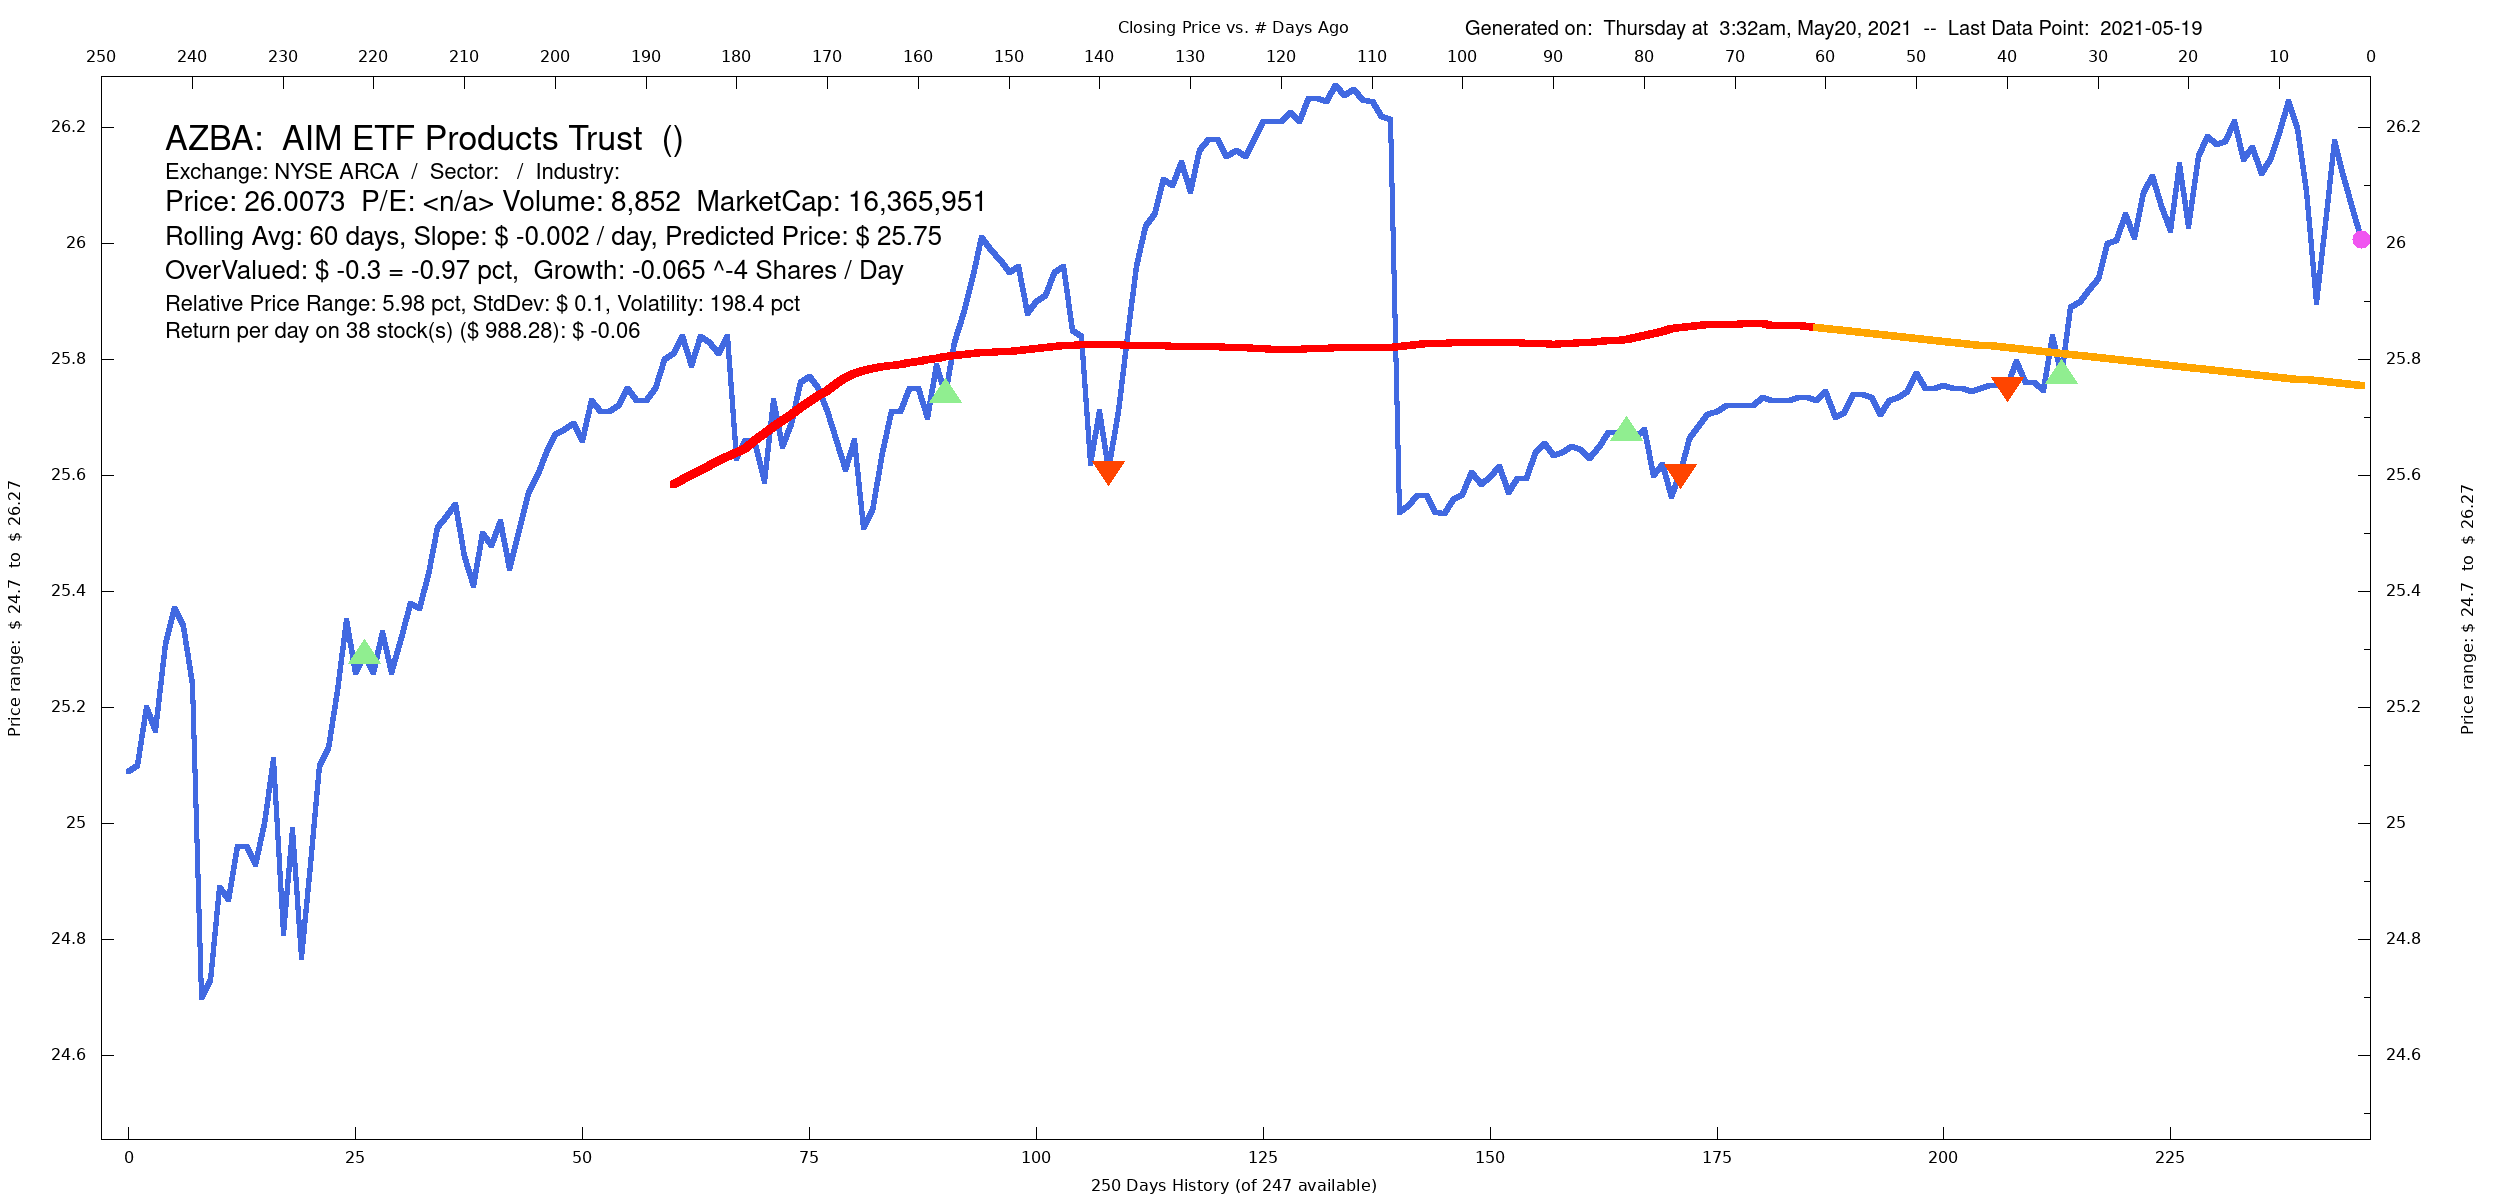 Closing Price vs. # Days Ago
Generated on:  Thursday at  3:32am, May20, 2021  --  Last Data Point:  2021-05-19
250 240 230 220 210 200 190 180 170 160 150 140 130 120 110 100 90 80 70 60 50 40 30 20 10 0
AZBA:  AIM ETF Products Trust  ()
Exchange: NYSE ARCA  /  Sector:   /  Industry:
Price: 26.0073  P/E: <n/a> Volume: 8,852  MarketCap: 16,365,951
Rolling Avg: 60 days, Slope: $ -0.002 / day, Predicted Price: $ 25.75
OverValued: $ -0.3 = -0.97 pct,  Growth: -0.065 ^-4 Shares / Day
Relative Price Range: 5.98 pct, StdDev: $ 0.1, Volatility: 198.4 pct
Return per day on 38 stock(s) ($ 988.28): $ -0.06
26.2 26.2
26 26
25.8 25.8
25.6 25.6
25.4 25.4
25.2 25.2
25 25
24.8 24.8
24.6 24.6
Price range:  $ 24.7  to  $ 26.27
Price range: $ 24.7  to  $ 26.27
0 25 50 75 100 125 150 175 200 225
250 Days History (of 247 available)